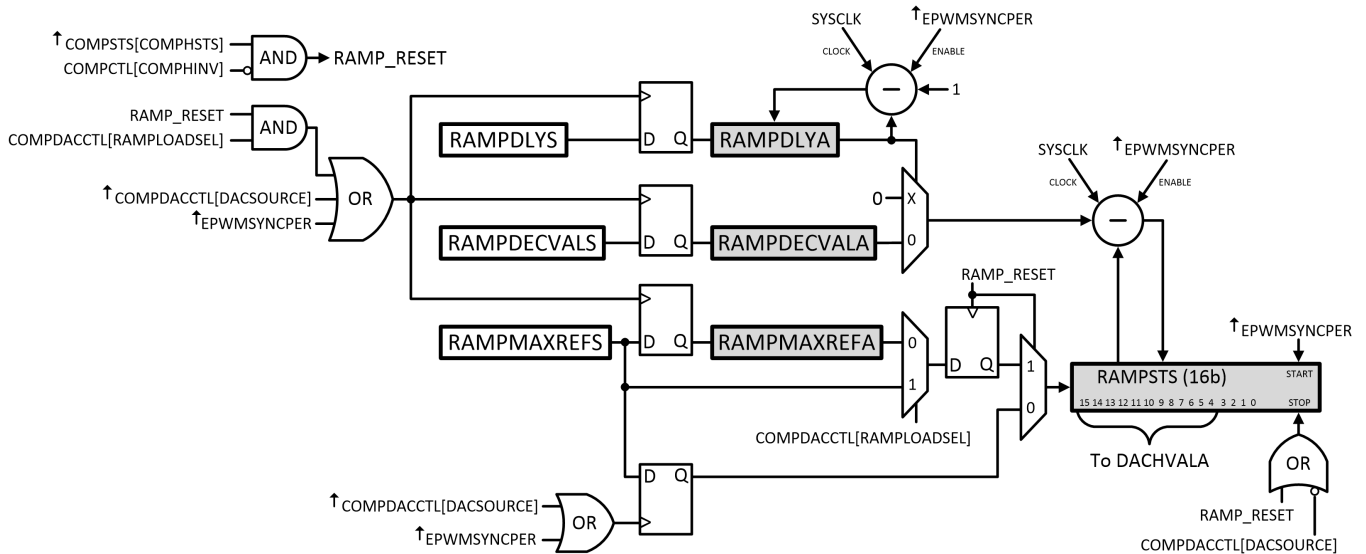 SYSCLK
↑EPWMSYNCPER
CLOCK
ENABLE
↑COMPSTS[COMPHSTS]
COMPCTL[COMPHINV]
AND
RAMP_RESET
−
1
RAMP_RESET
COMPDACCTL[RAMPLOADSEL]
AND
RAMPDLYS
D
Q
RAMPDLYA
SYSCLK
↑EPWMSYNCPER
CLOCK
ENABLE
↑COMPDACCTL[DACSOURCE]
↑EPWMSYNCPER
OR
0
X
0
−
RAMPDECVALS
D
Q
RAMPDECVALA
RAMP_RESET
RAMPMAXREFS
D
Q
RAMPMAXREFA
0
1
D
Q
1
0
↑EPWMSYNCPER
RAMPSTS (16b)
START
15 14 13 12 11 10 9 8 7 6 5 4 3 2 1 0
STOP
COMPDACCTL[RAMPLOADSEL]
To DACHVALA
OR
D
Q
↑COMPDACCTL[DACSOURCE]
↑EPWMSYNCPER
OR
RAMP_RESET
COMPDACCTL[DACSOURCE]